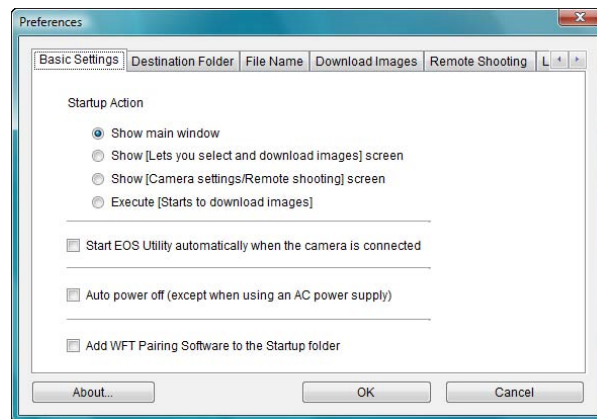 Preferences
Basic Settings
Destination Folder
File Name
Download Images
Remote Shooting
L
Startup Action
Show main window
Show [Lets you select and download images] screen
Show [Camera settings/Remote shooting] screen
Execute [Starts to download images]
Start EOS Utility automatically when the camera is connected
Auto power off (except when using an AC power supply)
Add WFT Pairing Software to the Startup folder
About...
OK
Cancel